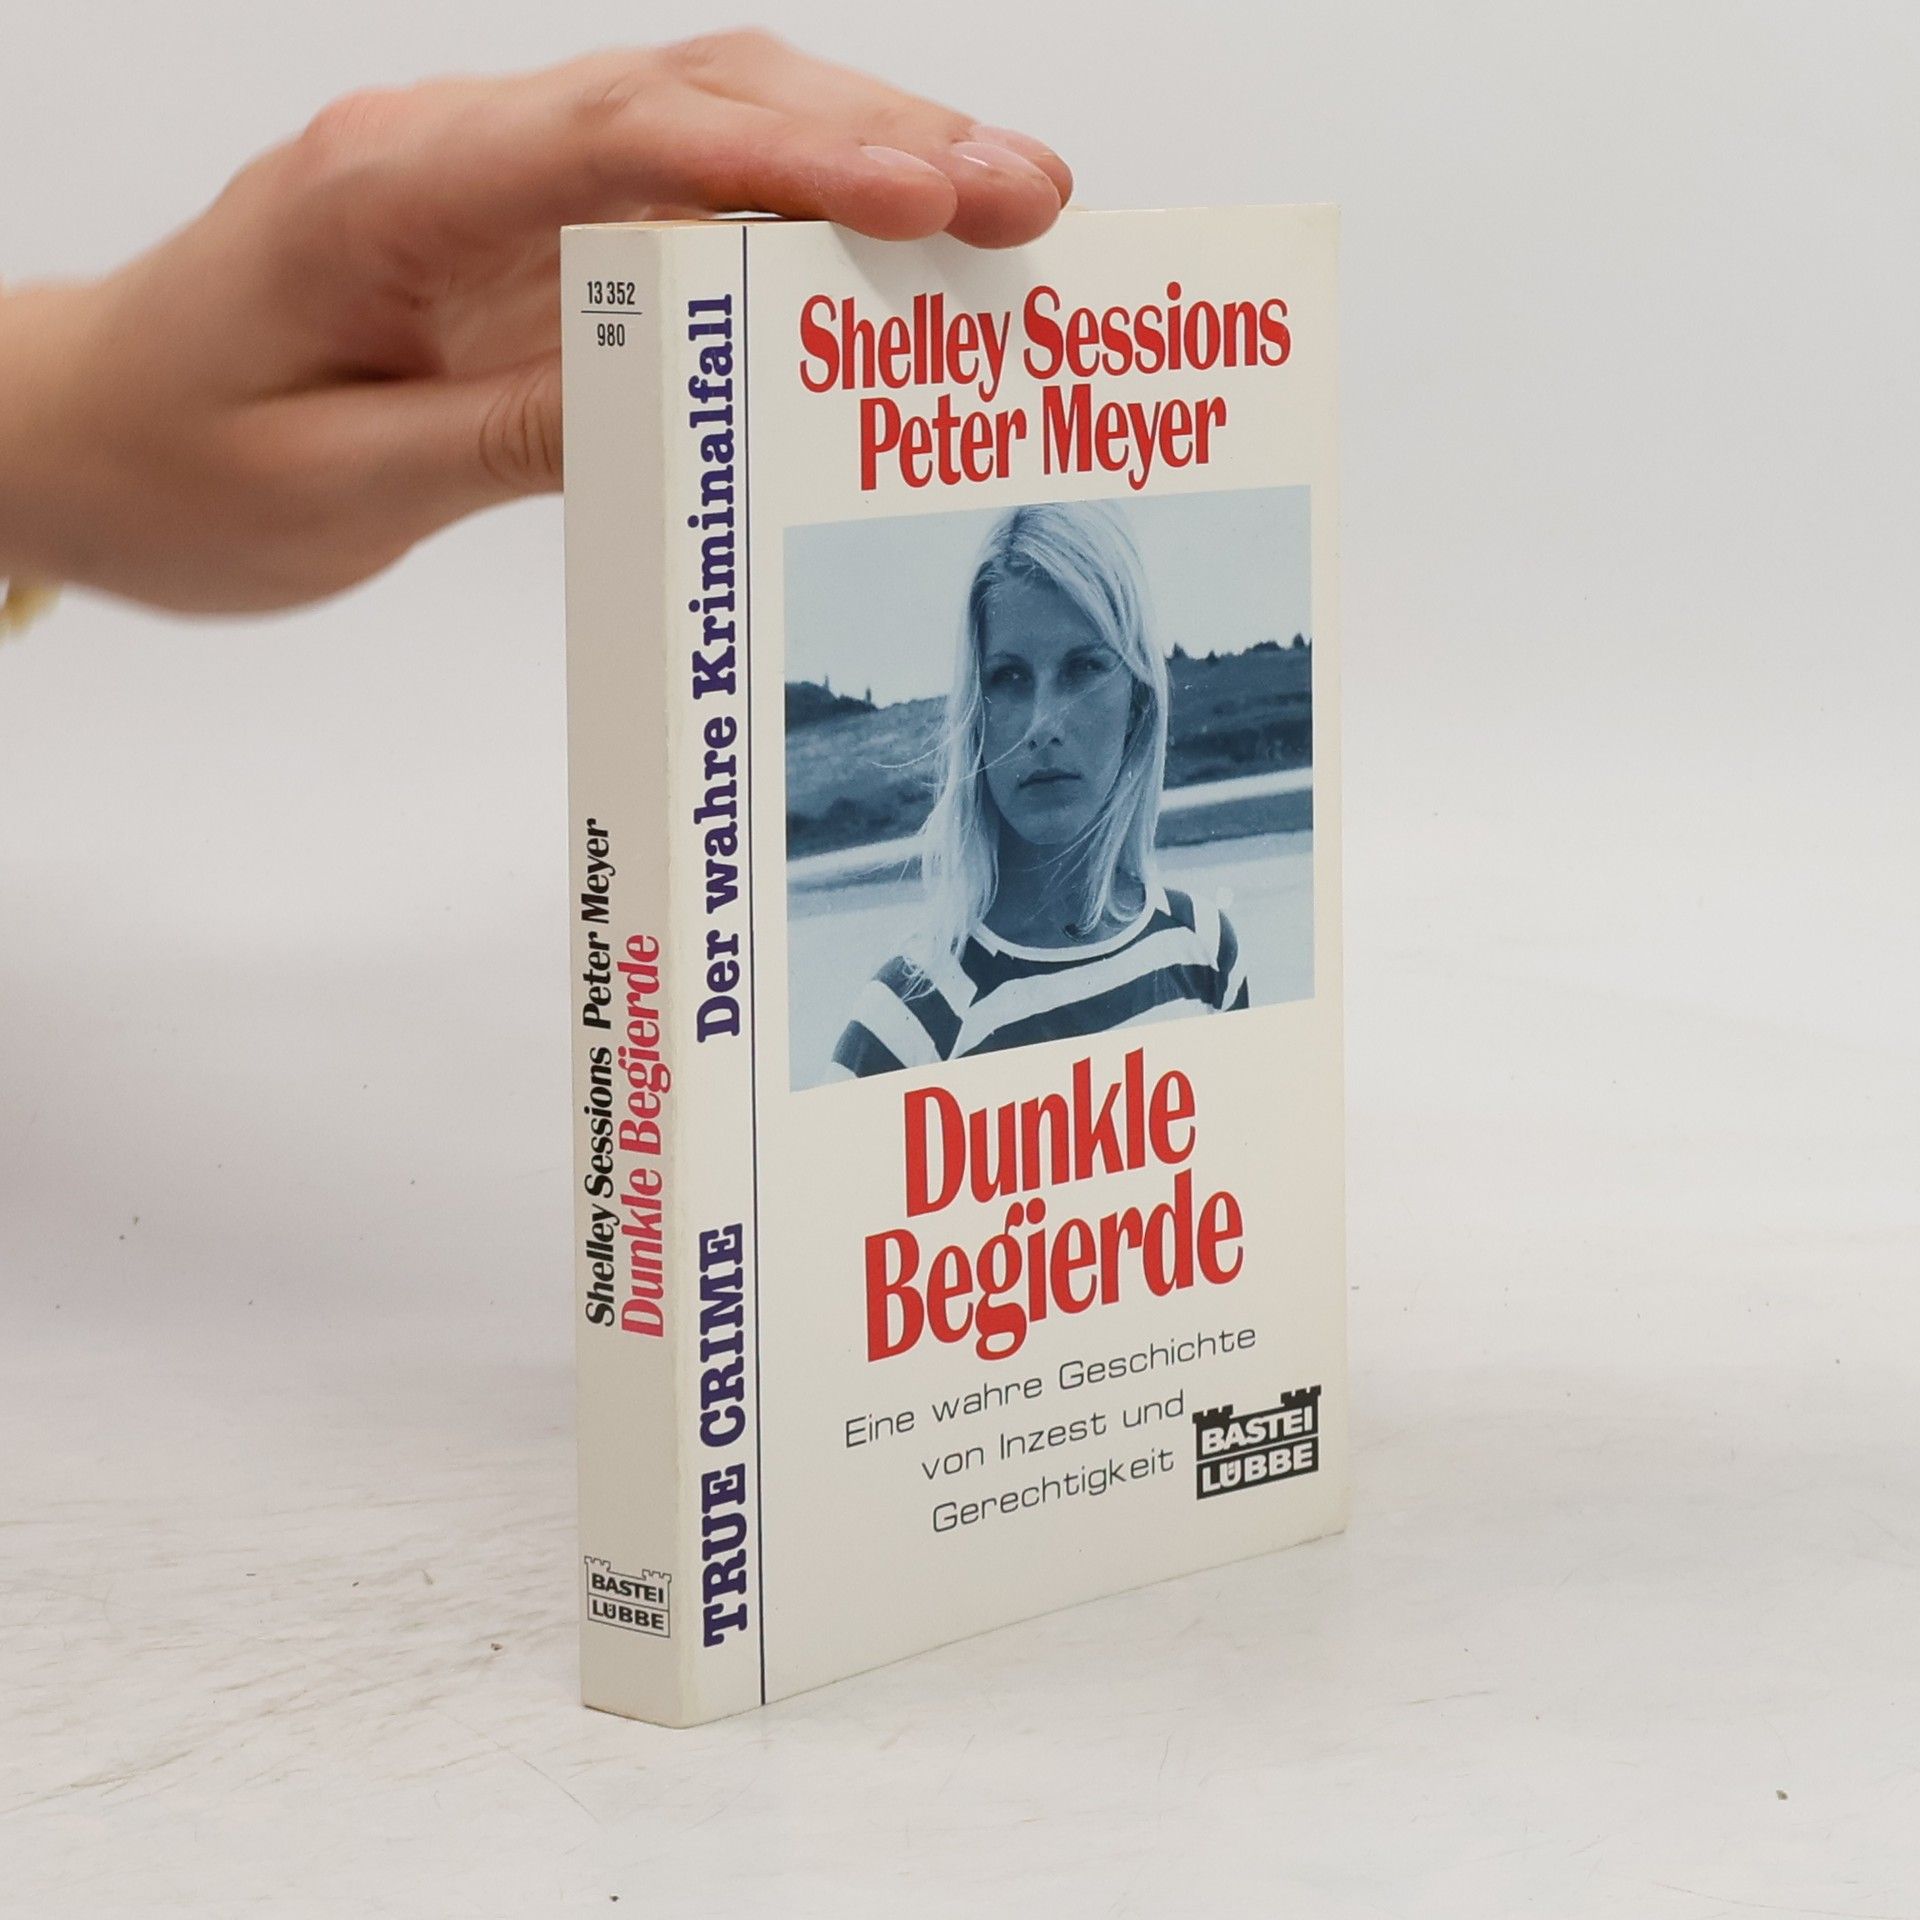 13 352
980
Shelley Sessions Peter Meyer
Dunkle Begierde
BASTEI
LÜBBE
TRUE CRIME Der wahre Kriminalfall
Shelley Sessions
Peter Meyer
Dunkle
Begierde
Eine wahre Geschichte
von Inzest und
Gerechtigkeit
BASTEI
LÜBBE